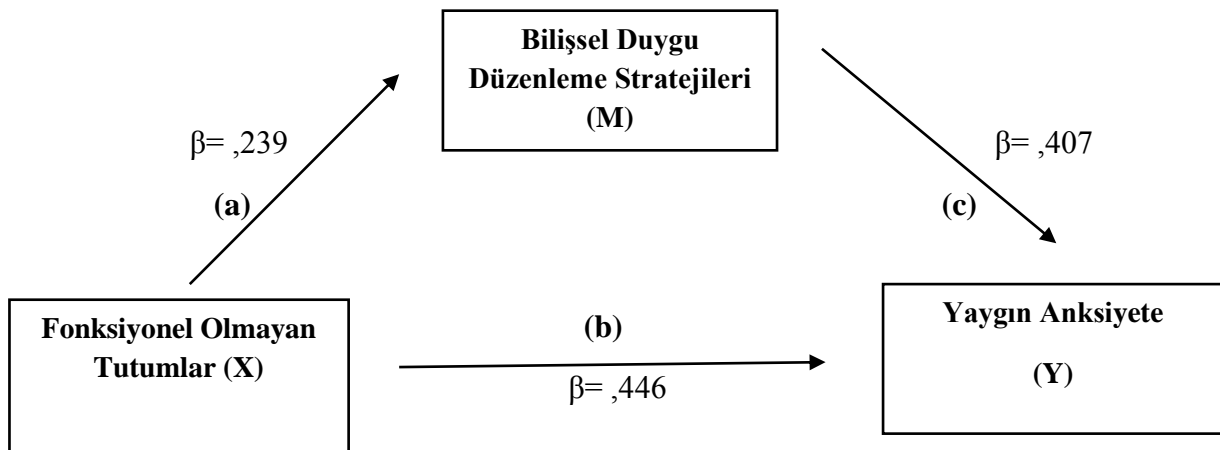 Bilişsel Duygu
Düzenleme Stratejileri
(M)
β= ,239
β= ,407
(a)
(c)
Fonksiyonel Olmayan
Tutumlar (X)
(b)
β= ,446
Yaygın Anksiyete
(Y)